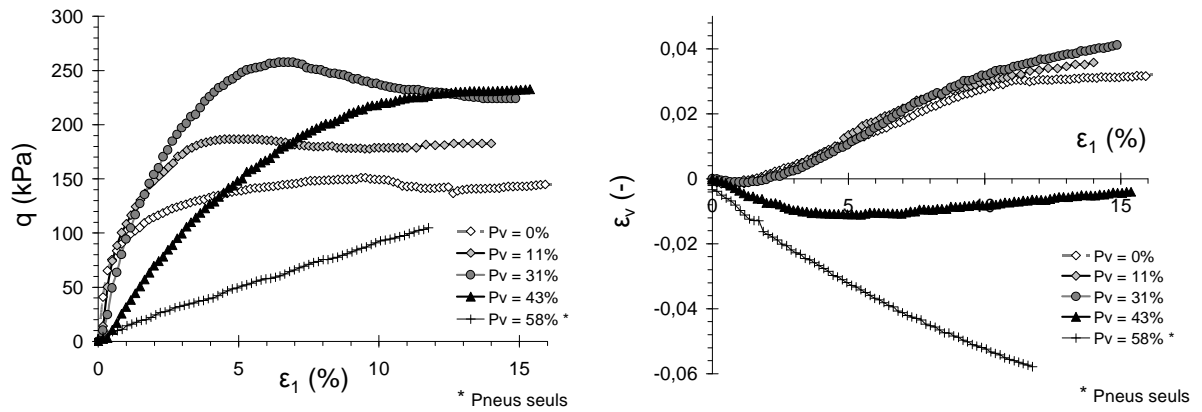 300
250
200
150
100
50
0
q (kPa)
0 5 10 15
ε1 (%)
Pv = 0%
Pv = 11%
Pv = 31%
Pv = 43%
Pv = 58% *
* Pneus seuls
0,04
0,02
0
-0,02
-0,04
-0,06
εv (-)
0 5 10 15
ε1 (%)
Pv = 0%
Pv = 11%
Pv = 31%
Pv = 43%
Pv = 58% *
* Pneus seuls